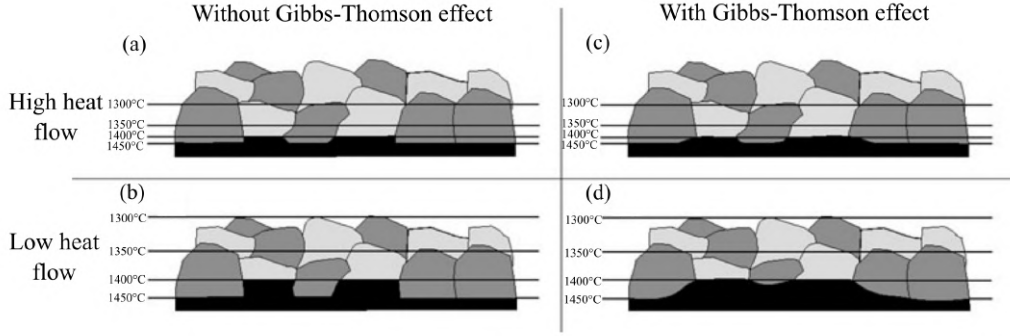 Without Gibbs-Thomson effect
With Gibbs-Thomson effect
(a)
(c)
High heat
flow
1300°C
1350°C
1400°C
1450°C
1300°C
1350°C
1400°C
1450°C
(b)
(d)
Low heat
flow
1300°C
1350°C
1400°C
1450°C
1300°C
1350°C
1400°C
1450°C